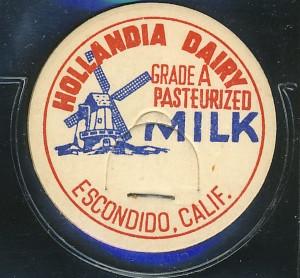 HOLLANDIA DAIRY
GRADE A
PASTEURIZED
MILK
ESCONDIDO, CALIF.